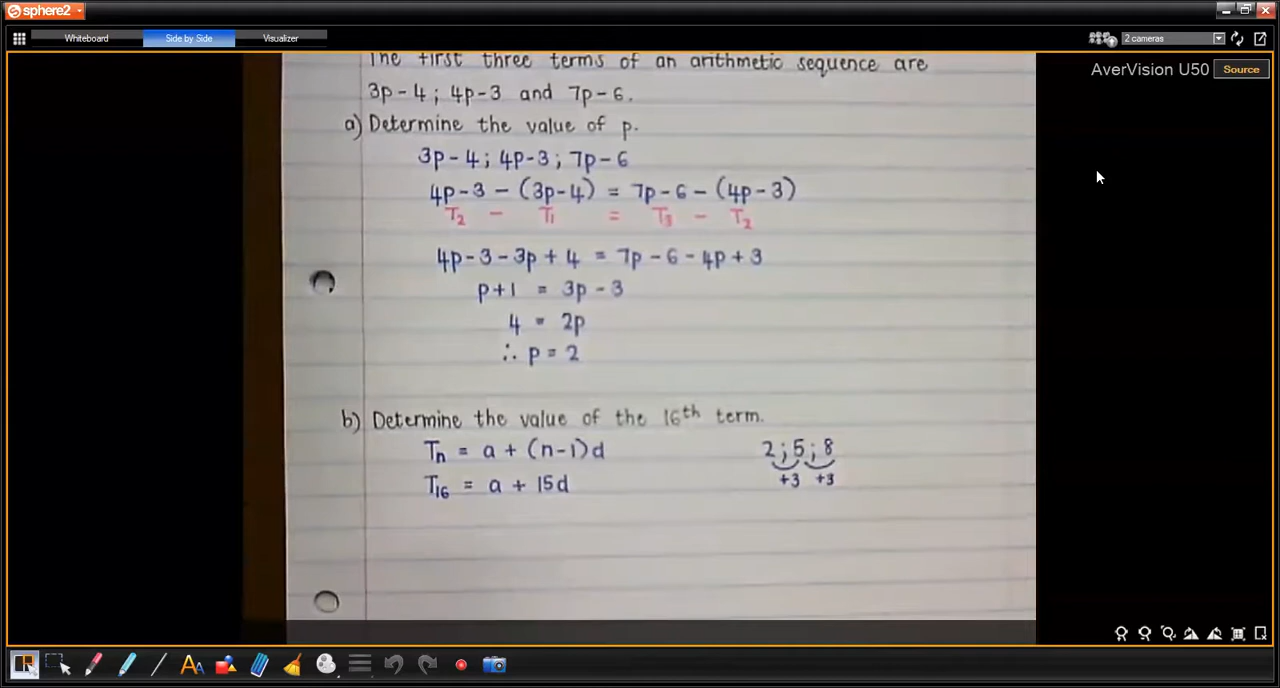 sphere2
Whiteboard Side by Side Visualizer
2 cameras
AverVision U50 Source
The first three terms of an arithmetic sequence are
3p-4 ; 4p-3 and 7p-6.
a) Determine the value of p.
3p-4 ; 4p-3 ; 7p-6
4p-3 - (3p-4) = 7p-6 - (4p-3)
T₂ - T₁ = T₃ - T₂
4p-3-3p+4 = 7p-6-4p+3
p+1 = 3p-3
4 = 2p
∴ p = 2
b) Determine the value of the 16th term.
Tₙ = a + (n-1)d
2 ; 5 ; 8
+3 +3
T₁₆ = a + 15d